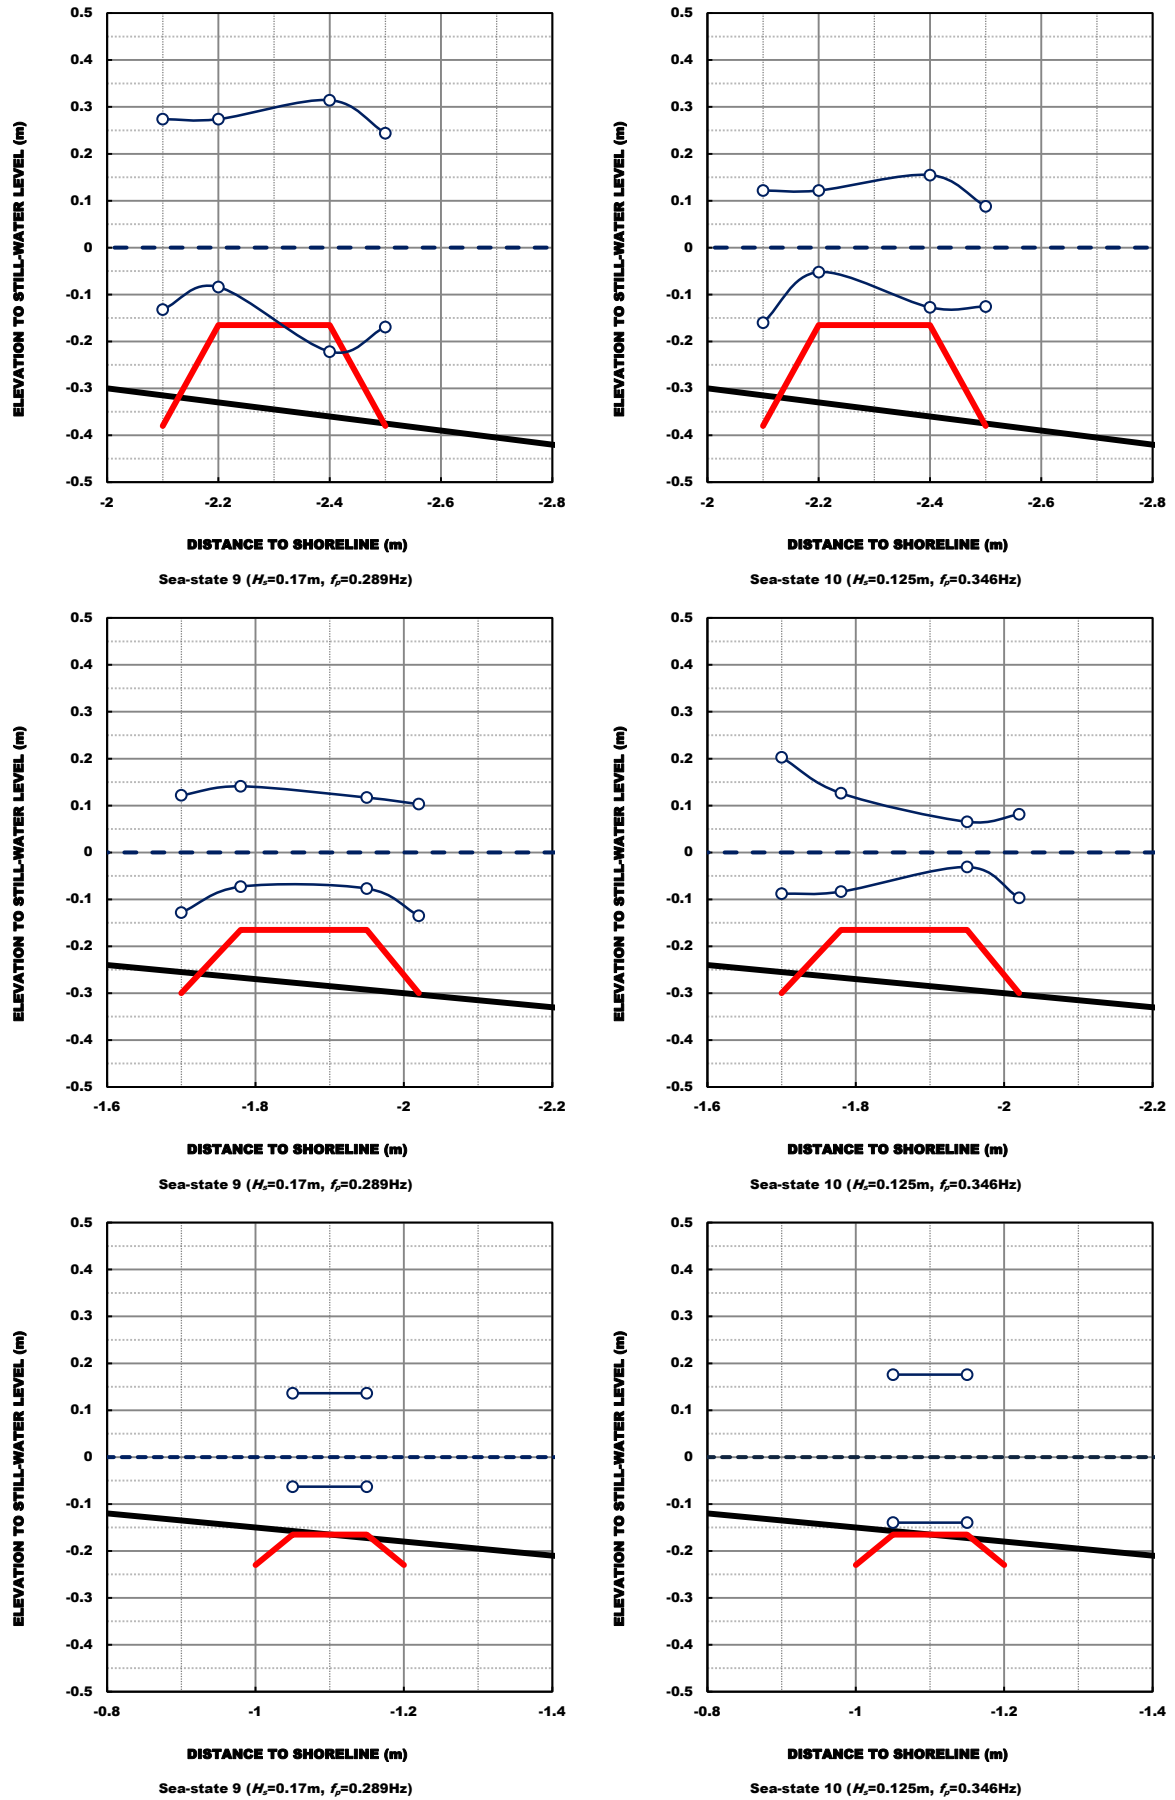 0.5
0.4
0.3
0.2
0.1
0
-0.1
-0.2
-0.3
-0.4
-0.5
-2 -2.2 -2.4 -2.6 -2.8
ELEVATION TO STILL-WATER LEVEL (m)
DISTANCE TO SHORELINE (m)
Sea-state 9 (Hs=0.17m, fp=0.289Hz)
0.5
0.4
0.3
0.2
0.1
0
-0.1
-0.2
-0.3
-0.4
-0.5
-2 -2.2 -2.4 -2.6 -2.8
ELEVATION TO STILL-WATER LEVEL (m)
DISTANCE TO SHORELINE (m)
Sea-state 10 (Hs=0.125m, fp=0.346Hz)
0.5
0.4
0.3
0.2
0.1
0
-0.1
-0.2
-0.3
-0.4
-0.5
-1.6 -1.8 -2 -2.2
ELEVATION TO STILL-WATER LEVEL (m)
DISTANCE TO SHORELINE (m)
Sea-state 9 (Hs=0.17m, fp=0.289Hz)
0.5
0.4
0.3
0.2
0.1
0
-0.1
-0.2
-0.3
-0.4
-0.5
-1.6 -1.8 -2 -2.2
ELEVATION TO STILL-WATER LEVEL (m)
DISTANCE TO SHORELINE (m)
Sea-state 10 (Hs=0.125m, fp=0.346Hz)
0.5
0.4
0.3
0.2
0.1
0
-0.1
-0.2
-0.3
-0.4
-0.5
-0.8 -1 -1.2 -1.4
ELEVATION TO STILL-WATER LEVEL (m)
DISTANCE TO SHORELINE (m)
Sea-state 9 (Hs=0.17m, fp=0.289Hz)
0.5
0.4
0.3
0.2
0.1
0
-0.1
-0.2
-0.3
-0.4
-0.5
-0.8 -1 -1.2 -1.4
ELEVATION TO STILL-WATER LEVEL (m)
DISTANCE TO SHORELINE (m)
Sea-state 10 (Hs=0.125m, fp=0.346Hz)